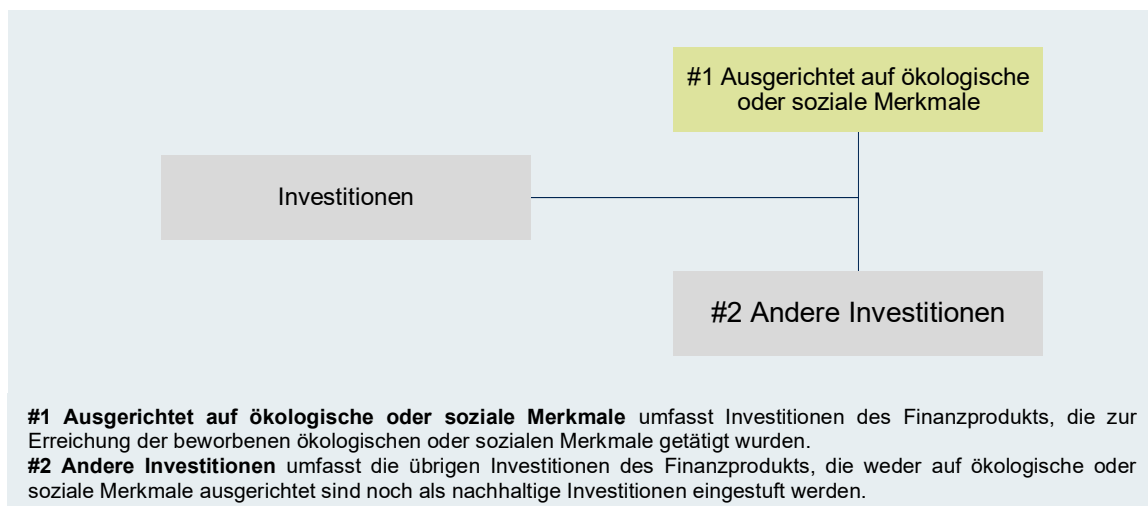 #1 Ausgerichtet auf ökologische
oder soziale Merkmale
Investitionen
#2 Andere Investitionen
#1 Ausgerichtet auf ökologische oder soziale Merkmale umfasst Investitionen des Finanzprodukts, die zur
Erreichung der beworbenen ökologischen oder sozialen Merkmale getätigt wurden.
#2 Andere Investitionen umfasst die übrigen Investitionen des Finanzprodukts, die weder auf ökologische oder
soziale Merkmale ausgerichtet sind noch als nachhaltige Investitionen eingestuft werden.